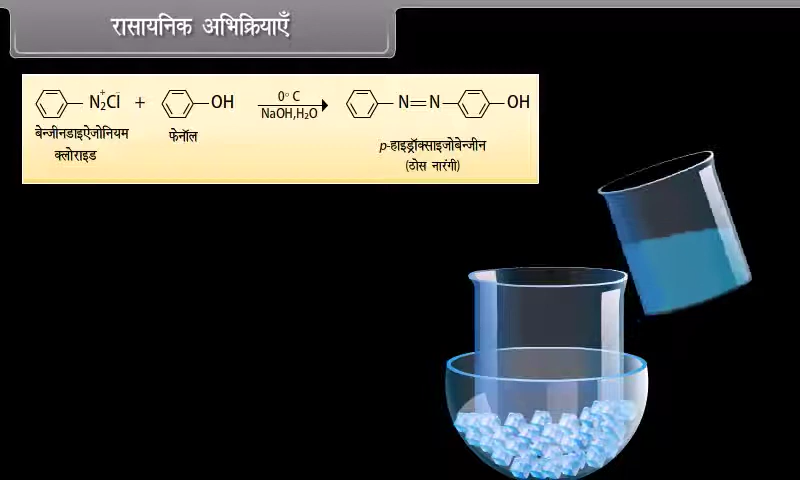 रासायनिक अभिक्रियाएँ
N₂⁺Cl⁻ + OH 0° C NaOH,H₂O N=N OH
बेन्जीनडाइऐज़ोनियम
क्लोराइड
फेनॉल
p-हाइड्रॉक्साइजोबेन्जीन
(ठोस नारंगी)